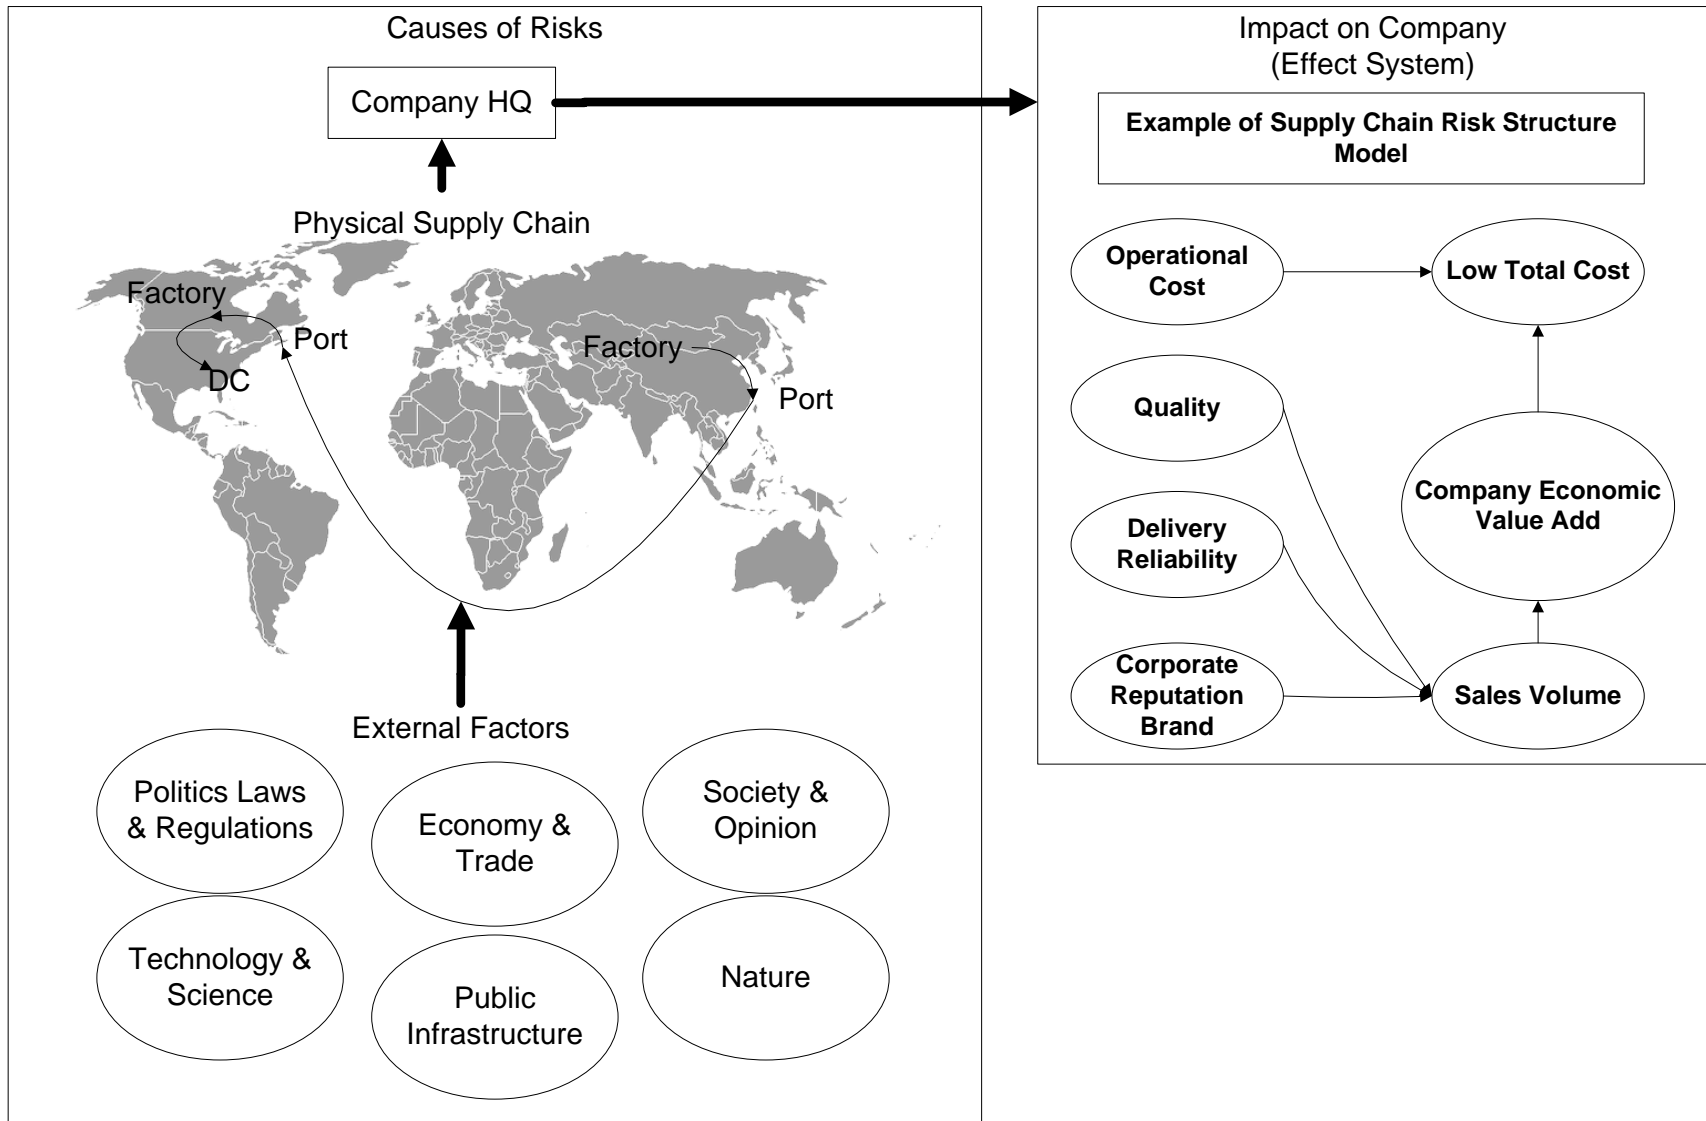 Causes of Risks
Company HQ
Physical Supply Chain
Factory
Port
DC
Factory
Port
External Factors
Politics Laws
& Regulations
Economy &
Trade
Society &
Opinion
Technology &
Science
Public
Infrastructure
Nature
Impact on Company
(Effect System)
Example of Supply Chain Risk Structure
Model
Operational
Cost
Low Total Cost
Quality
Company Economic
Value Add
Delivery
Reliability
Corporate
Reputation
Brand
Sales Volume